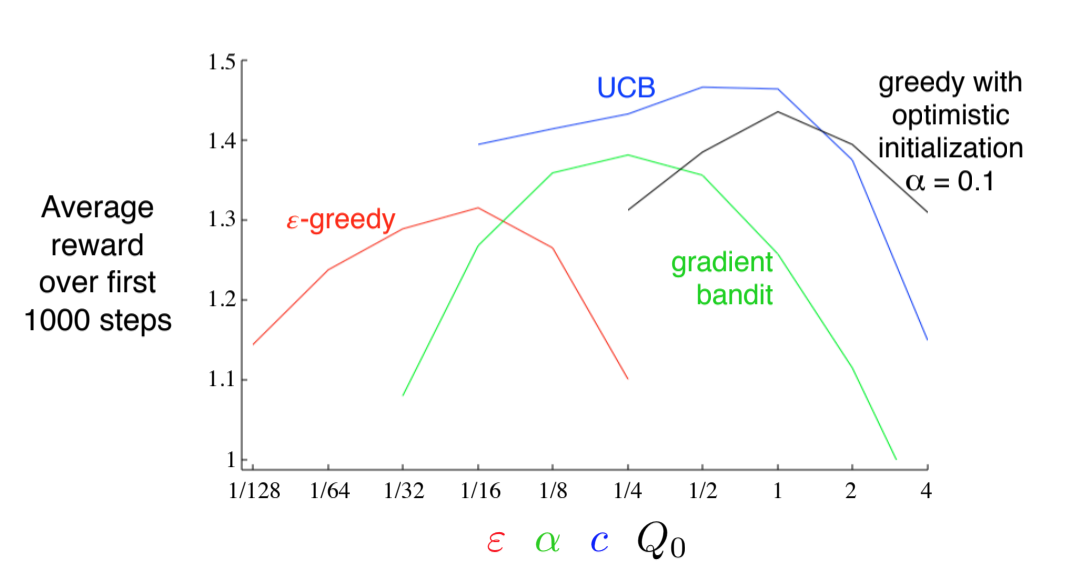 Average
reward
over first
1000 steps
1.5
1.4
1.3
1.2
1.1
1
ε-greedy
UCB
gradient
bandit
greedy with
optimistic
initialization
α = 0.1
1/128 1/64 1/32 1/16 1/8 1/4 1/2 1 2 4
ε α c Q₀